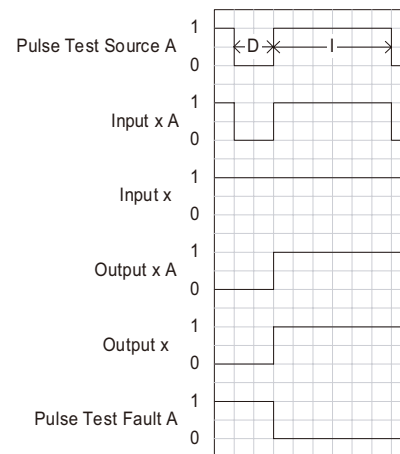 1
Pulse Test Source A
D
I
0
1
Input x A
0
1
Input x
0
1
Output x A
0
1
Output x
0
1
Pulse Test Fault A
0